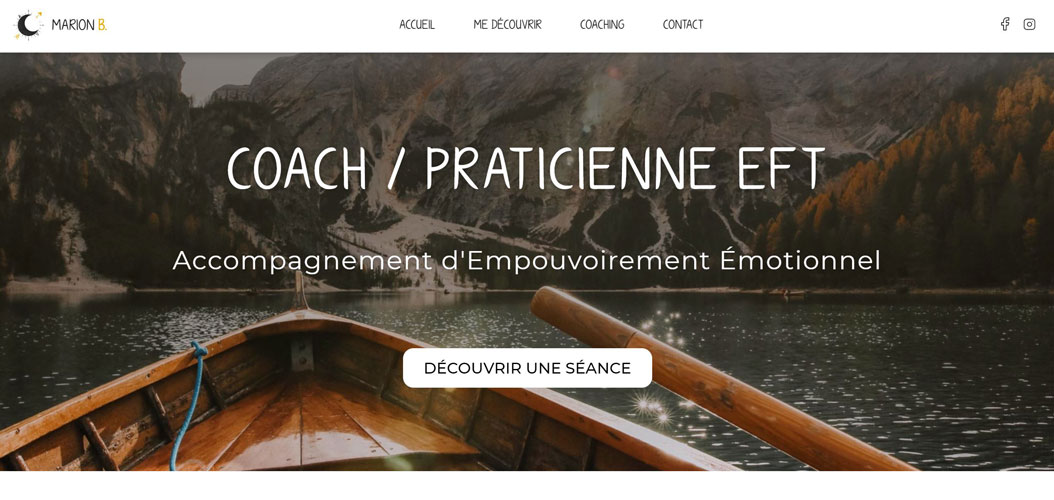 MARION B.
ACCUEIL
ME DÉCOUVRIR
COACHING
CONTACT
COACH / PRATICIENNE EFT
Accompagnement d'Empouvoirement Émotionnel
DÉCOUVRIR UNE SÉANCE